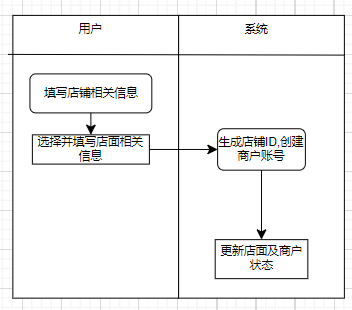 用户
系统
填写店铺相关信息
选择并填写店面相关
信息
生成店铺ID,创建
商户账号
更新店面及商户
状态